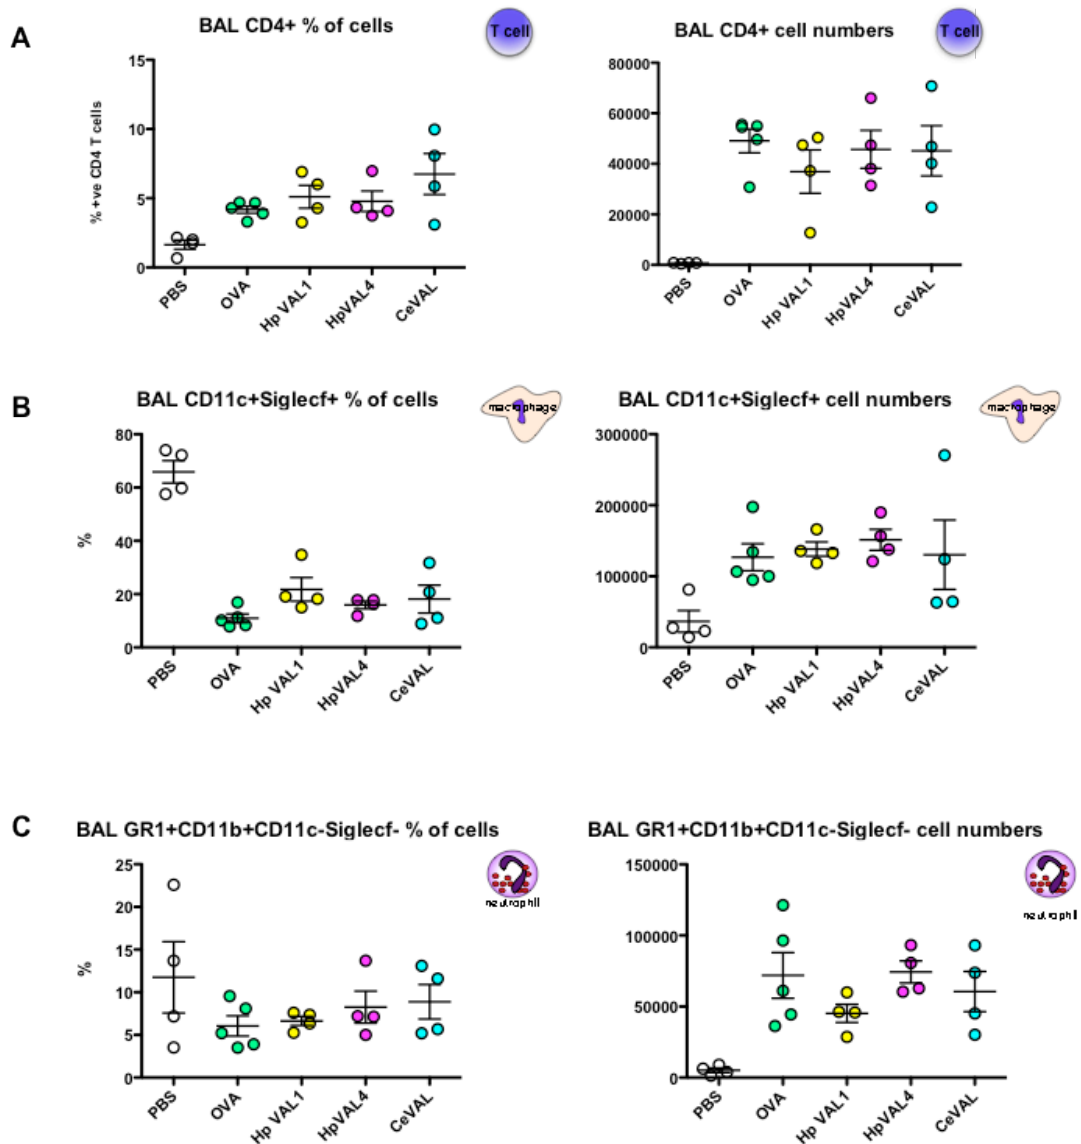 A
BAL CD4+ % of cells
T cell
BAL CD4+ cell numbers
T cell
%+ve CD4 T cells
15
10
5
0
PBS
OVA
Hp VAL1
HpVAL4
CeVAL
80000
60000
40000
20000
0
PBS
OVA
Hp VAL1
HpVAL4
CeVAL
B
BAL CD11c+Siglecf+ % of cells
macrophage
BAL CD11c+Siglecf+ cell numbers
macrophage
%
80
60
40
20
0
PBS
OVA
Hp VAL1
HpVAL4
CeVAL
300000
200000
100000
0
PBS
OVA
Hp VAL1
HpVAL4
CeVAL
C
BAL GR1+CD11b+CD11c-Siglecf- % of cells
neutrophil
BAL GR1+CD11b+CD11c-Siglecf- cell numbers
neutrophil
%
25
20
15
10
5
0
PBS
OVA
Hp VAL1
HpVAL4
CeVAL
150000
100000
50000
0
PBS
OVA
Hp VAL1
HpVAL4
CeVAL